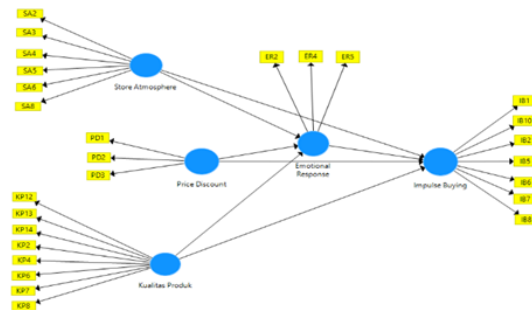 SA2
SA3
SA4
SA5
SA6
SA8
Store Atmosphere
ER2
ER4
ER5
Emotional
Response
PD1
PD2
PD3
Price Discount
IB1
IB10
IB2
IB5
IB6
IB7
IB8
Impulse Buying
KP12
KP13
KP14
KP2
KP4
KP6
KP7
KP8
Kualitas Produk